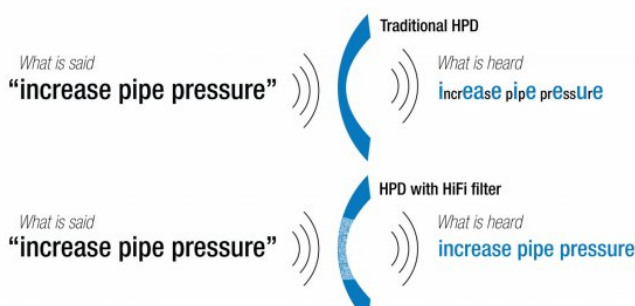 Traditional HPD
What is said
“increase pipe pressure”
What is heard
increase pipe pressure
HPD with HiFi filter
What is said
“increase pipe pressure”
What is heard
increase pipe pressure